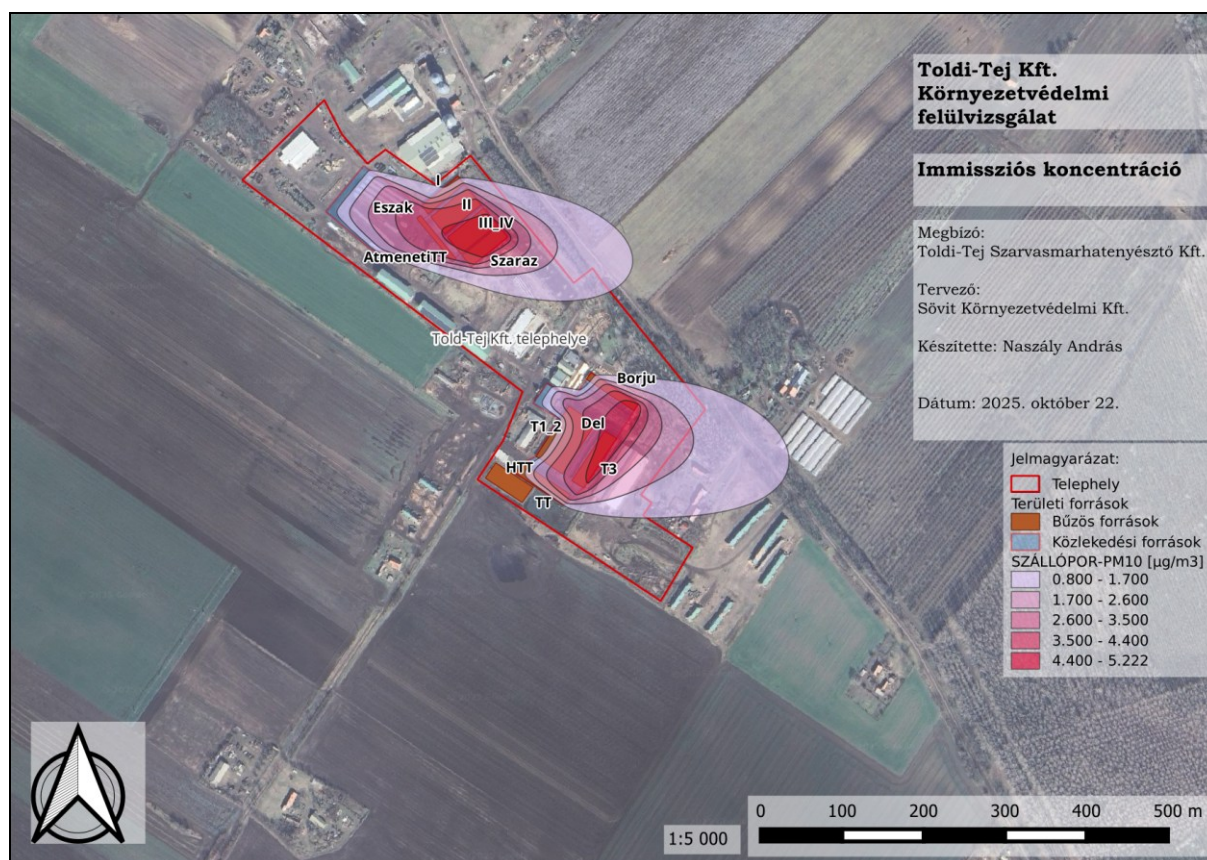 Toldi-Tej Kft.
Környezetvédelmi
felülvizsgálat
Immissziós koncentráció
Megbízó:
Toldi-Tej Szarvasmarhatenyésztő Kft.
Tervező:
Sövit Környezetvédelmi Kft.
Készítette: Naszály András
Dátum: 2025. október 22.
I
II
Eszak
III_IV
AtmenetiTT
Szaraz
Told-Tej Kft. telephelye
Borju
Del
T1_2
HTT
T3
TT
Jelmagyarázat:
Telephely
Területi források
Bűzös források
Közlekedési források
SZÁLLÓPOR-PM10 [µg/m3]
0.800 - 1.700
1.700 - 2.600
2.600 - 3.500
3.500 - 4.400
4.400 - 5.222
1:5 000
0 100 200 300 400 500 m